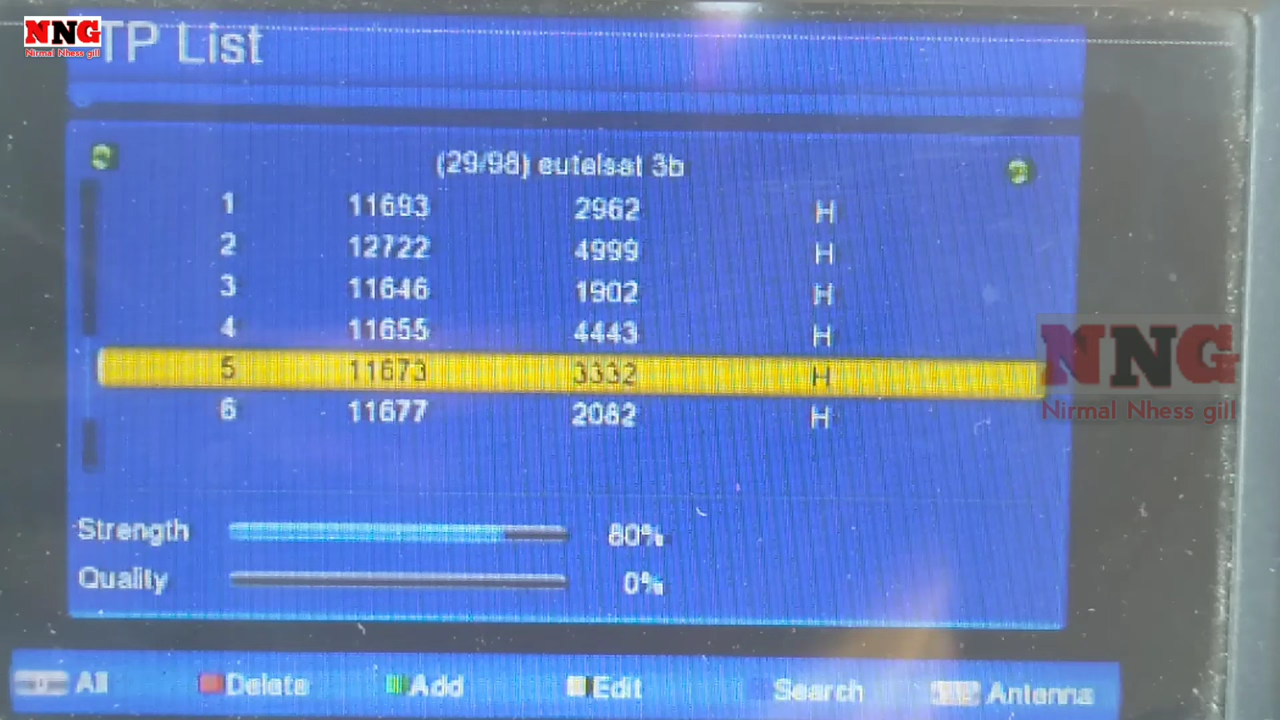 NNG
Nirmal Nhess gill
TP List
(29/98) eutelsat 3b
1 11693 2962 H
2 12722 4999 H
3 11646 1902 H
4 11655 4443 H
5 11673 3332 H
6 11677 2082 H
NNG
Nirmal Nhess gill
Strength 80%
Quality 0%
All Delete Add Edit Search Antenna